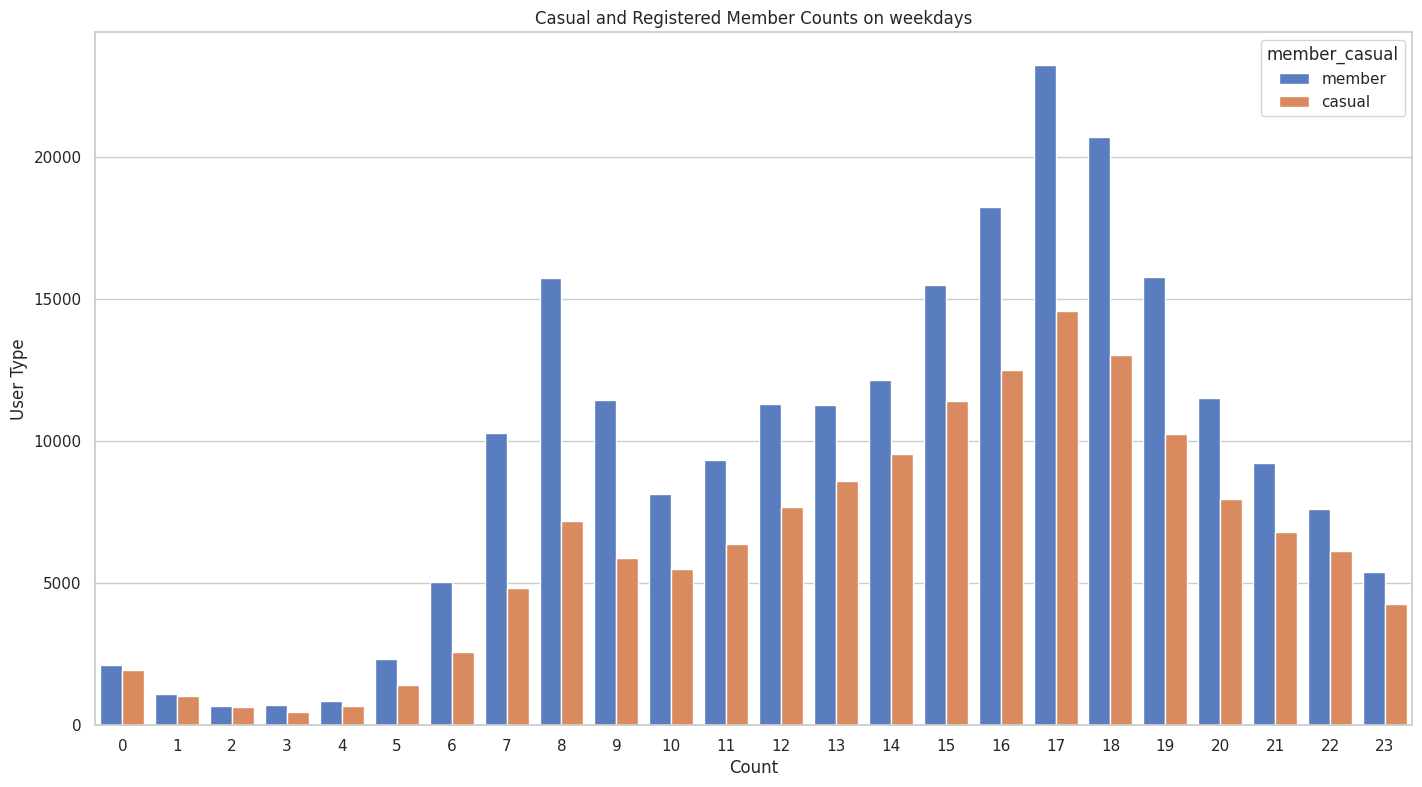 Casual and Registered Member Counts on weekdays
member_casual
member
casual
User Type
20000
15000
10000
5000
0
0 1 2 3 4 5 6 7 8 9 10 11 12 13 14 15 16 17 18 19 20 21 22 23
Count